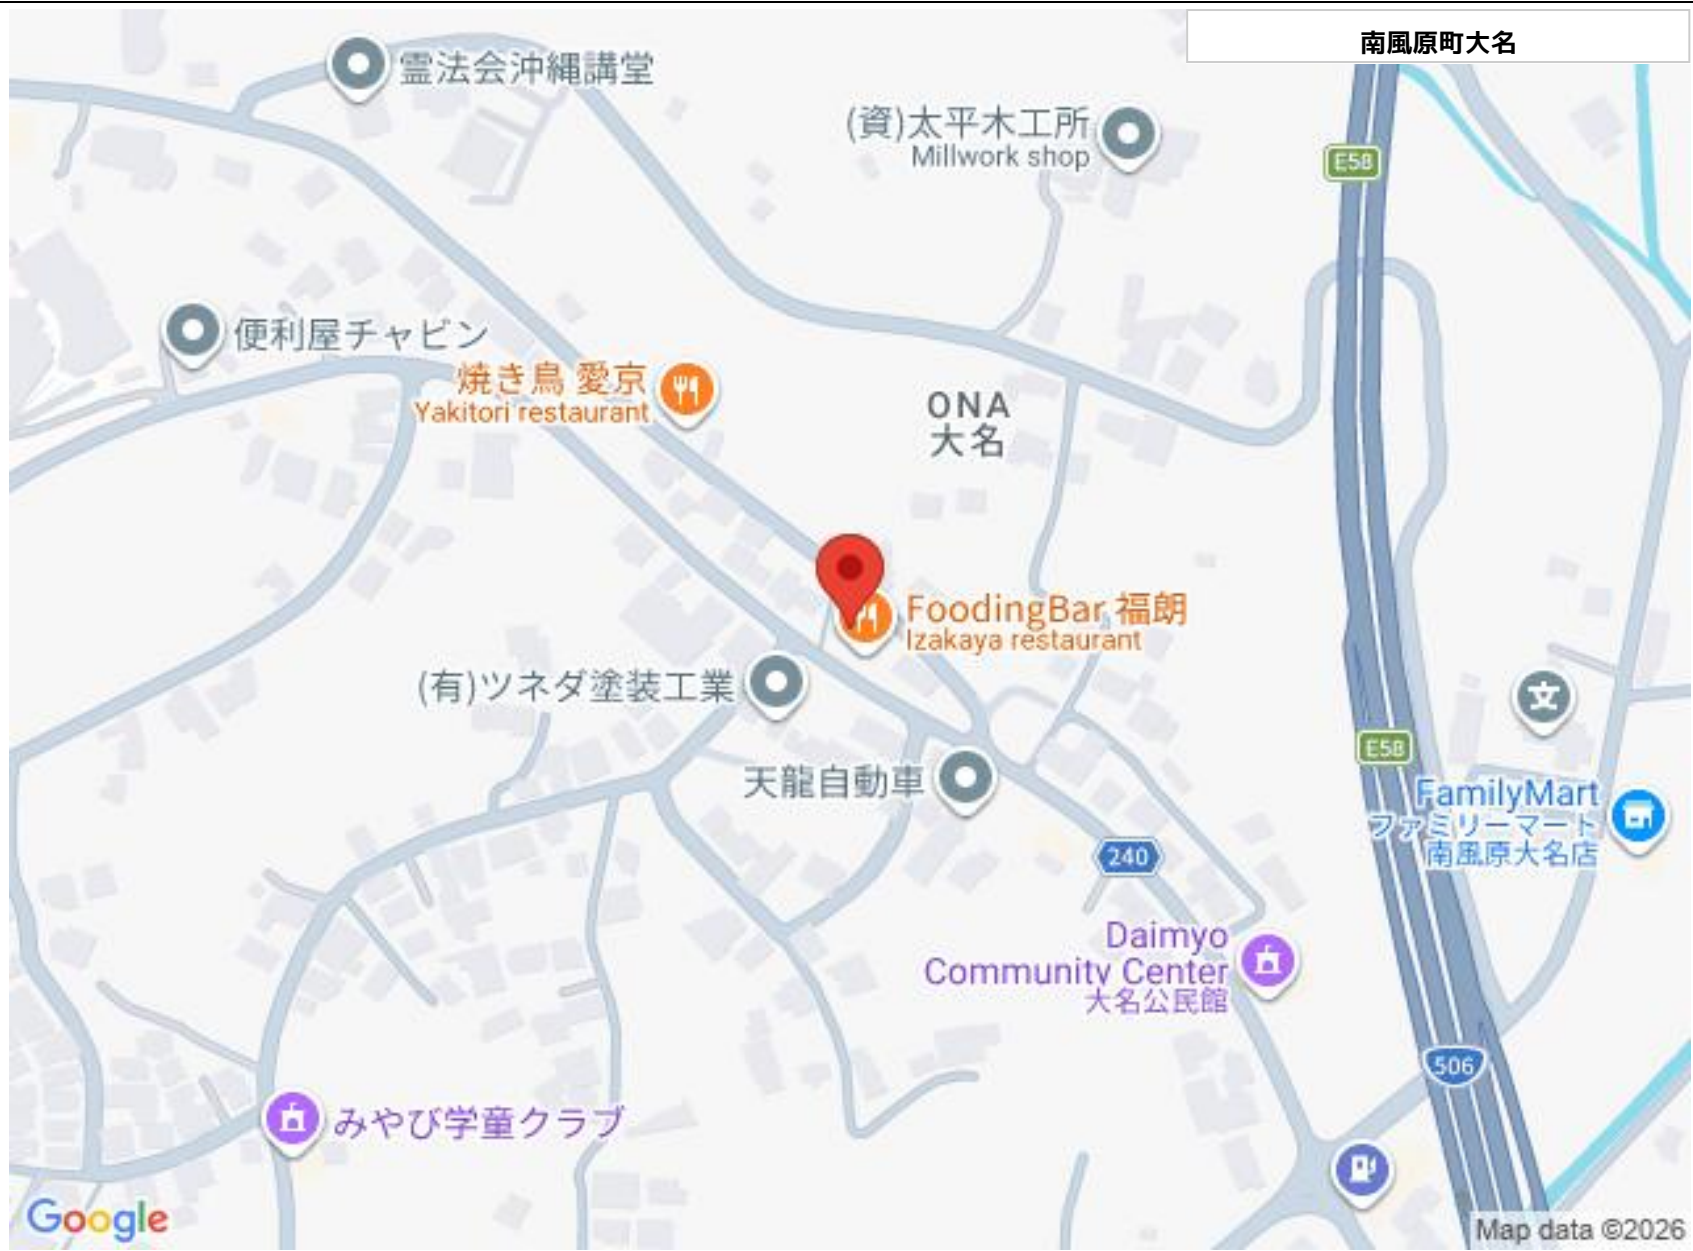 南風原町大名
霊法会沖縄講堂
(資)太平木工所
Millwork shop
E58
便利屋チャビン
焼き鳥 愛京
Yakitori restaurant
ONA
大名
FoodingBar 福朗
Izakaya restaurant
(有)ツネダ塗装工業
文
E58
天龍自動車
FamilyMart
ファミリーマート
南風原大名店
240
Daimyo
Community Center
大名公民館
506
みやび学童クラブ
Google
Map data ©2026